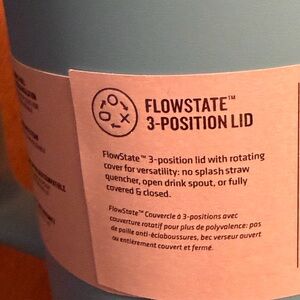 FLOWSTATE™
3-POSITION LID
FlowState™ 3-position lid with rotating
cover for versatility: no splash straw
quencher, open drink spout, or fully
covered & closed.
FlowState™ Couvercle à 3-positions avec
couverture rotatif pour plus de polyvalence: pas
de paille anti-éclaboussures, bec verseur ouvert
ou entièrement couvert et fermé.